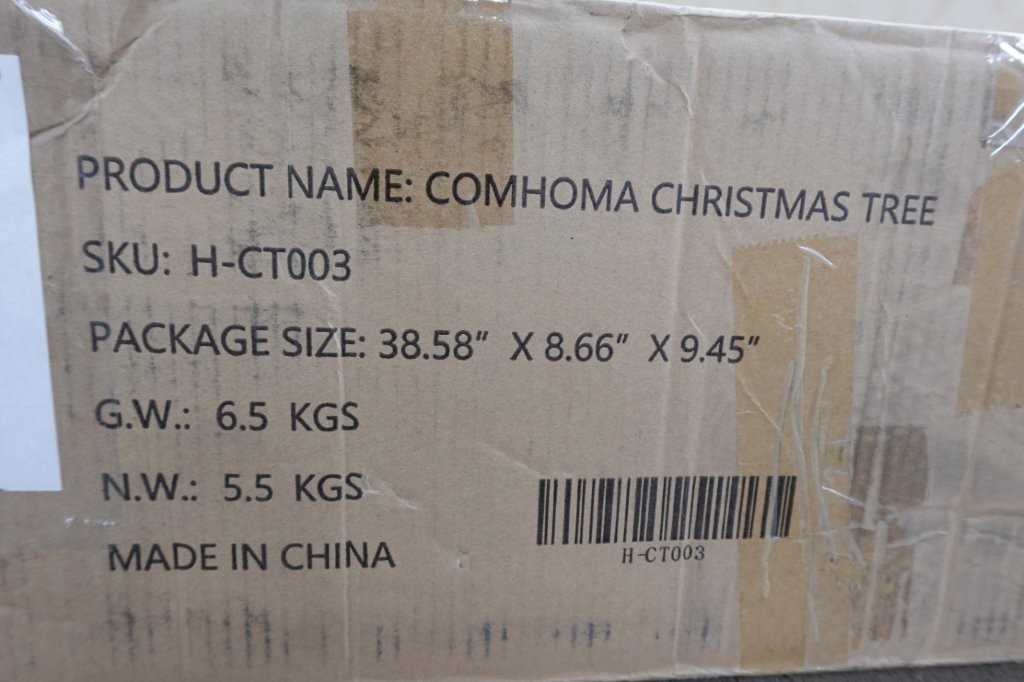 PRODUCT NAME: COMHOMA CHRISTMAS TREE
SKU: H-CT003
PACKAGE SIZE: 38.58” X 8.66” X 9.45”
G.W.: 6.5 KGS
N.W.: 5.5 KGS
MADE IN CHINA
H-CT003